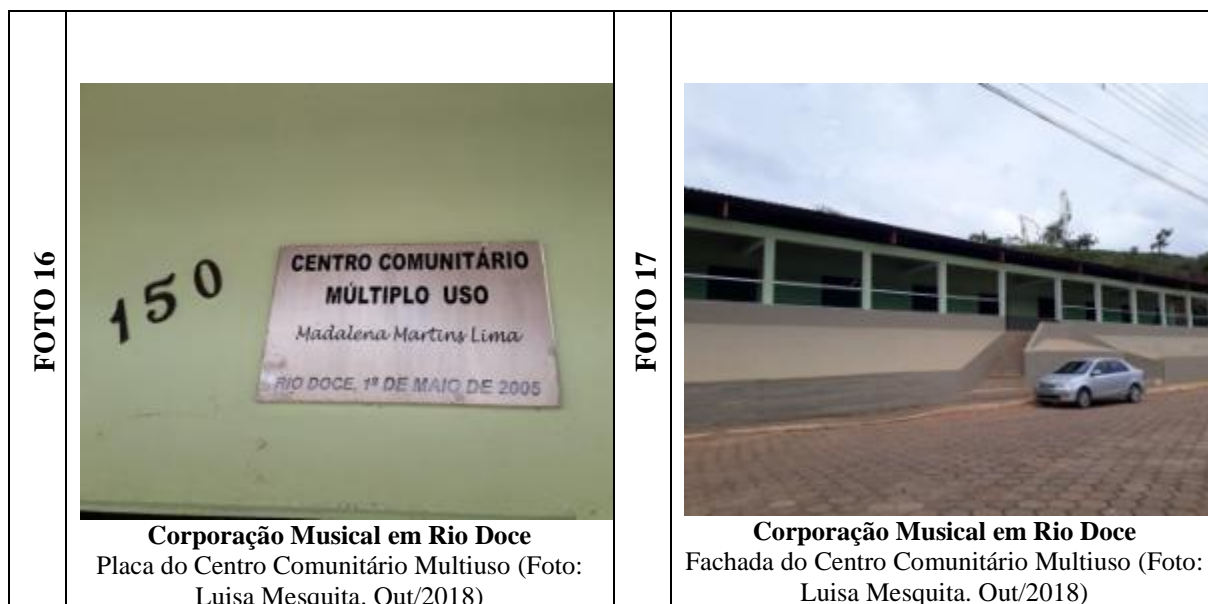 FOTO 16
150
CENTRO COMUNITÁRIO
MÚLTIPLO USO
Madalena Martins Lima
RIO DOCE, 1º DE MAIO DE 2005
Corporação Musical em Rio Doce
Placa do Centro Comunitário Multiuso (Foto:
Luisa Mesquita. Out/2018)
FOTO 17
Corporação Musical em Rio Doce
Fachada do Centro Comunitário Multiuso (Foto:
Luisa Mesquita. Out/2018)